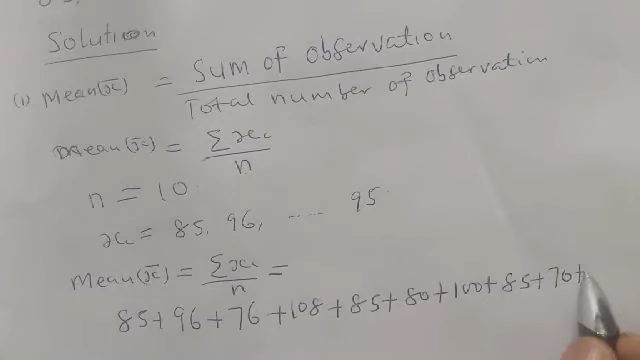 Solution
(1) Mean(x̄) = Sum of observation / Total number of observation
Mean(x̄) = Σxᵢ / n
n = 10
xᵢ = 85, 96, ..... 95
Mean(x̄) = Σxᵢ / n =
85 + 96 + 76 + 108 + 85 + 80 + 100 + 85 + 70 +